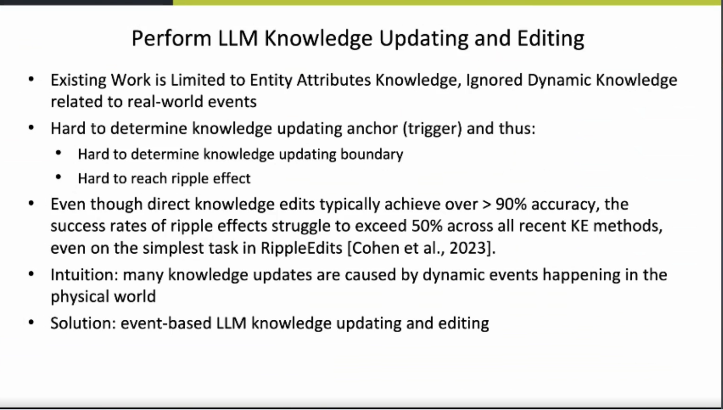 Perform LLM Knowledge Updating and Editing
• Existing Work is Limited to Entity Attributes Knowledge, Ignored Dynamic Knowledge
related to real-world events
• Hard to determine knowledge updating anchor (trigger) and thus:
• Hard to determine knowledge updating boundary
• Hard to reach ripple effect
• Even though direct knowledge edits typically achieve over > 90% accuracy, the
success rates of ripple effects struggle to exceed 50% across all recent KE methods,
even on the simplest task in RippleEdits [Cohen et al., 2023].
• Intuition: many knowledge updates are caused by dynamic events happening in the
physical world
• Solution: event-based LLM knowledge updating and editing